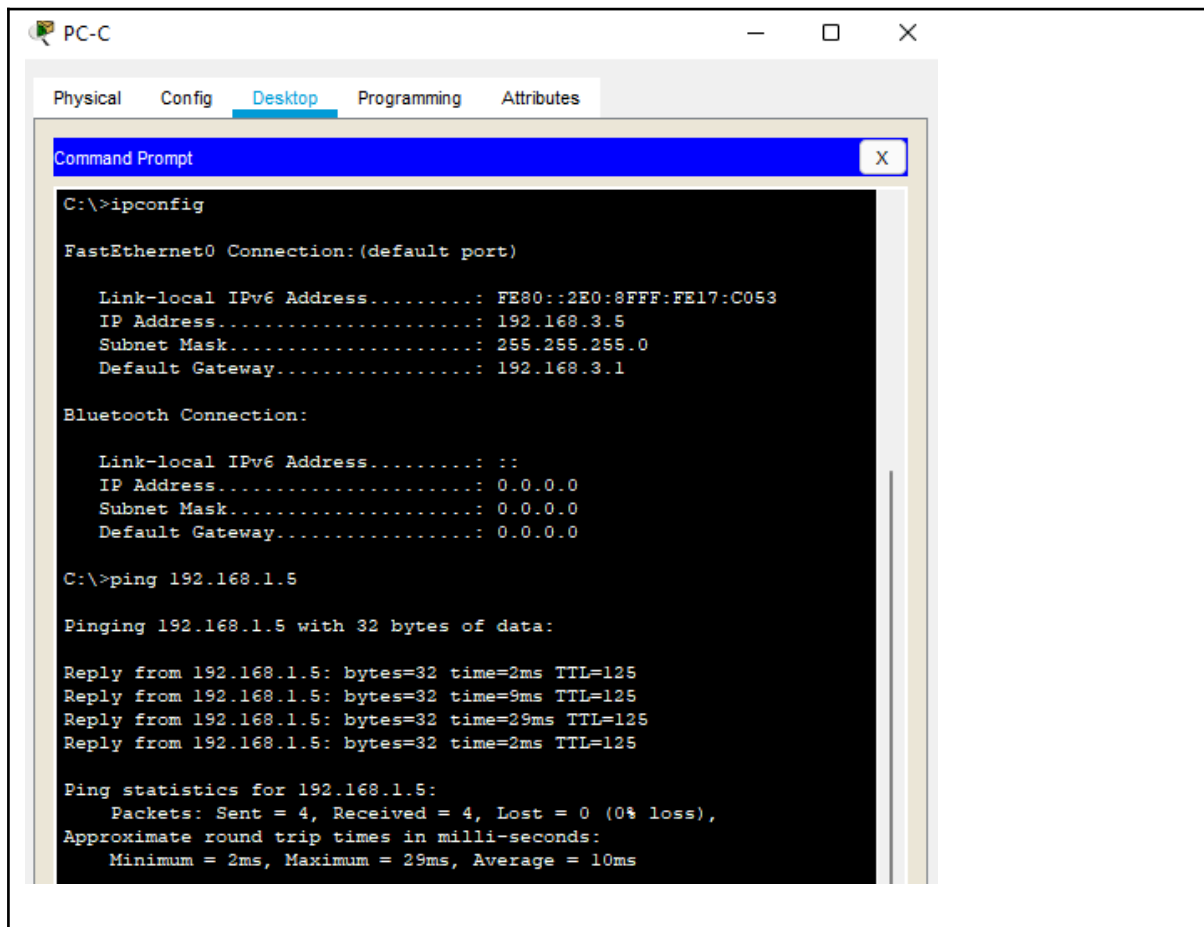 PC-C
Physical Config Desktop Programming Attributes
Command Prompt X
C:\>ipconfig
FastEthernet0 Connection:(default port)
Link-local IPv6 Address.........: FE80::2E0:8FFF:FE17:C053
IP Address......................: 192.168.3.5
Subnet Mask.....................: 255.255.255.0
Default Gateway.................: 192.168.3.1
Bluetooth Connection:
Link-local IPv6 Address.........: ::
IP Address......................: 0.0.0.0
Subnet Mask.....................: 0.0.0.0
Default Gateway.................: 0.0.0.0
C:\>ping 192.168.1.5
Pinging 192.168.1.5 with 32 bytes of data:
Reply from 192.168.1.5: bytes=32 time=2ms TTL=125
Reply from 192.168.1.5: bytes=32 time=9ms TTL=125
Reply from 192.168.1.5: bytes=32 time=29ms TTL=125
Reply from 192.168.1.5: bytes=32 time=2ms TTL=125
Ping statistics for 192.168.1.5:
Packets: Sent = 4, Received = 4, Lost = 0 (0% loss),
Approximate round trip times in milli-seconds:
Minimum = 2ms, Maximum = 29ms, Average = 10ms